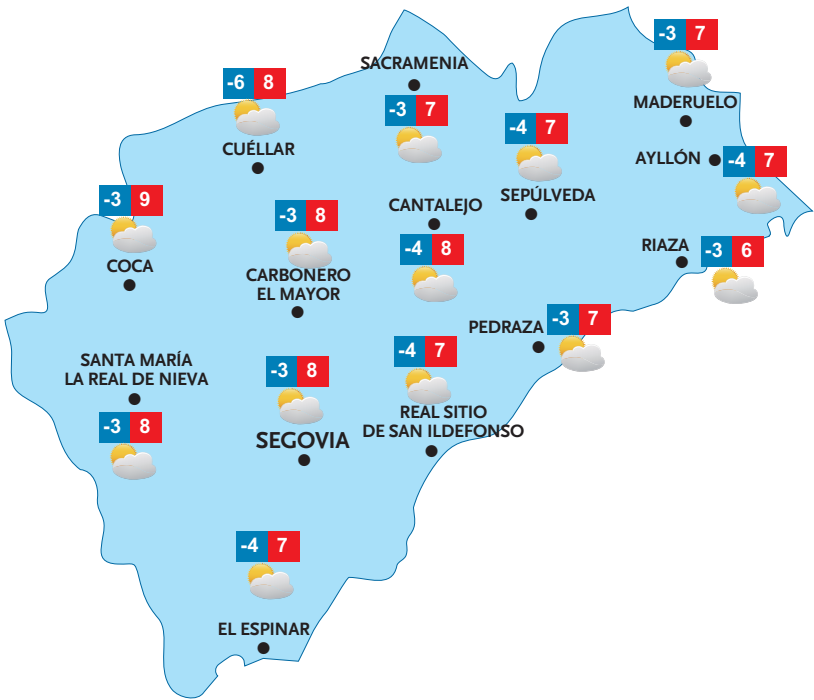 -3 7
MADERUELO
SACRAMENIA
-3 7
-6 8
CUÉLLAR
-4 7
SEPÚLVEDA
AYLLÓN
-4 7
-3 9
COCA
-3 8
CARBONERO
EL MAYOR
CANTALEJO
-4 8
RIAZA
-3 6
PEDRAZA
-3 7
SANTA MARÍA
LA REAL DE NIEVA
-3 8
-3 8
SEGOVIA
-4 7
REAL SITIO
DE SAN ILDEFONSO
-4 7
EL ESPINAR